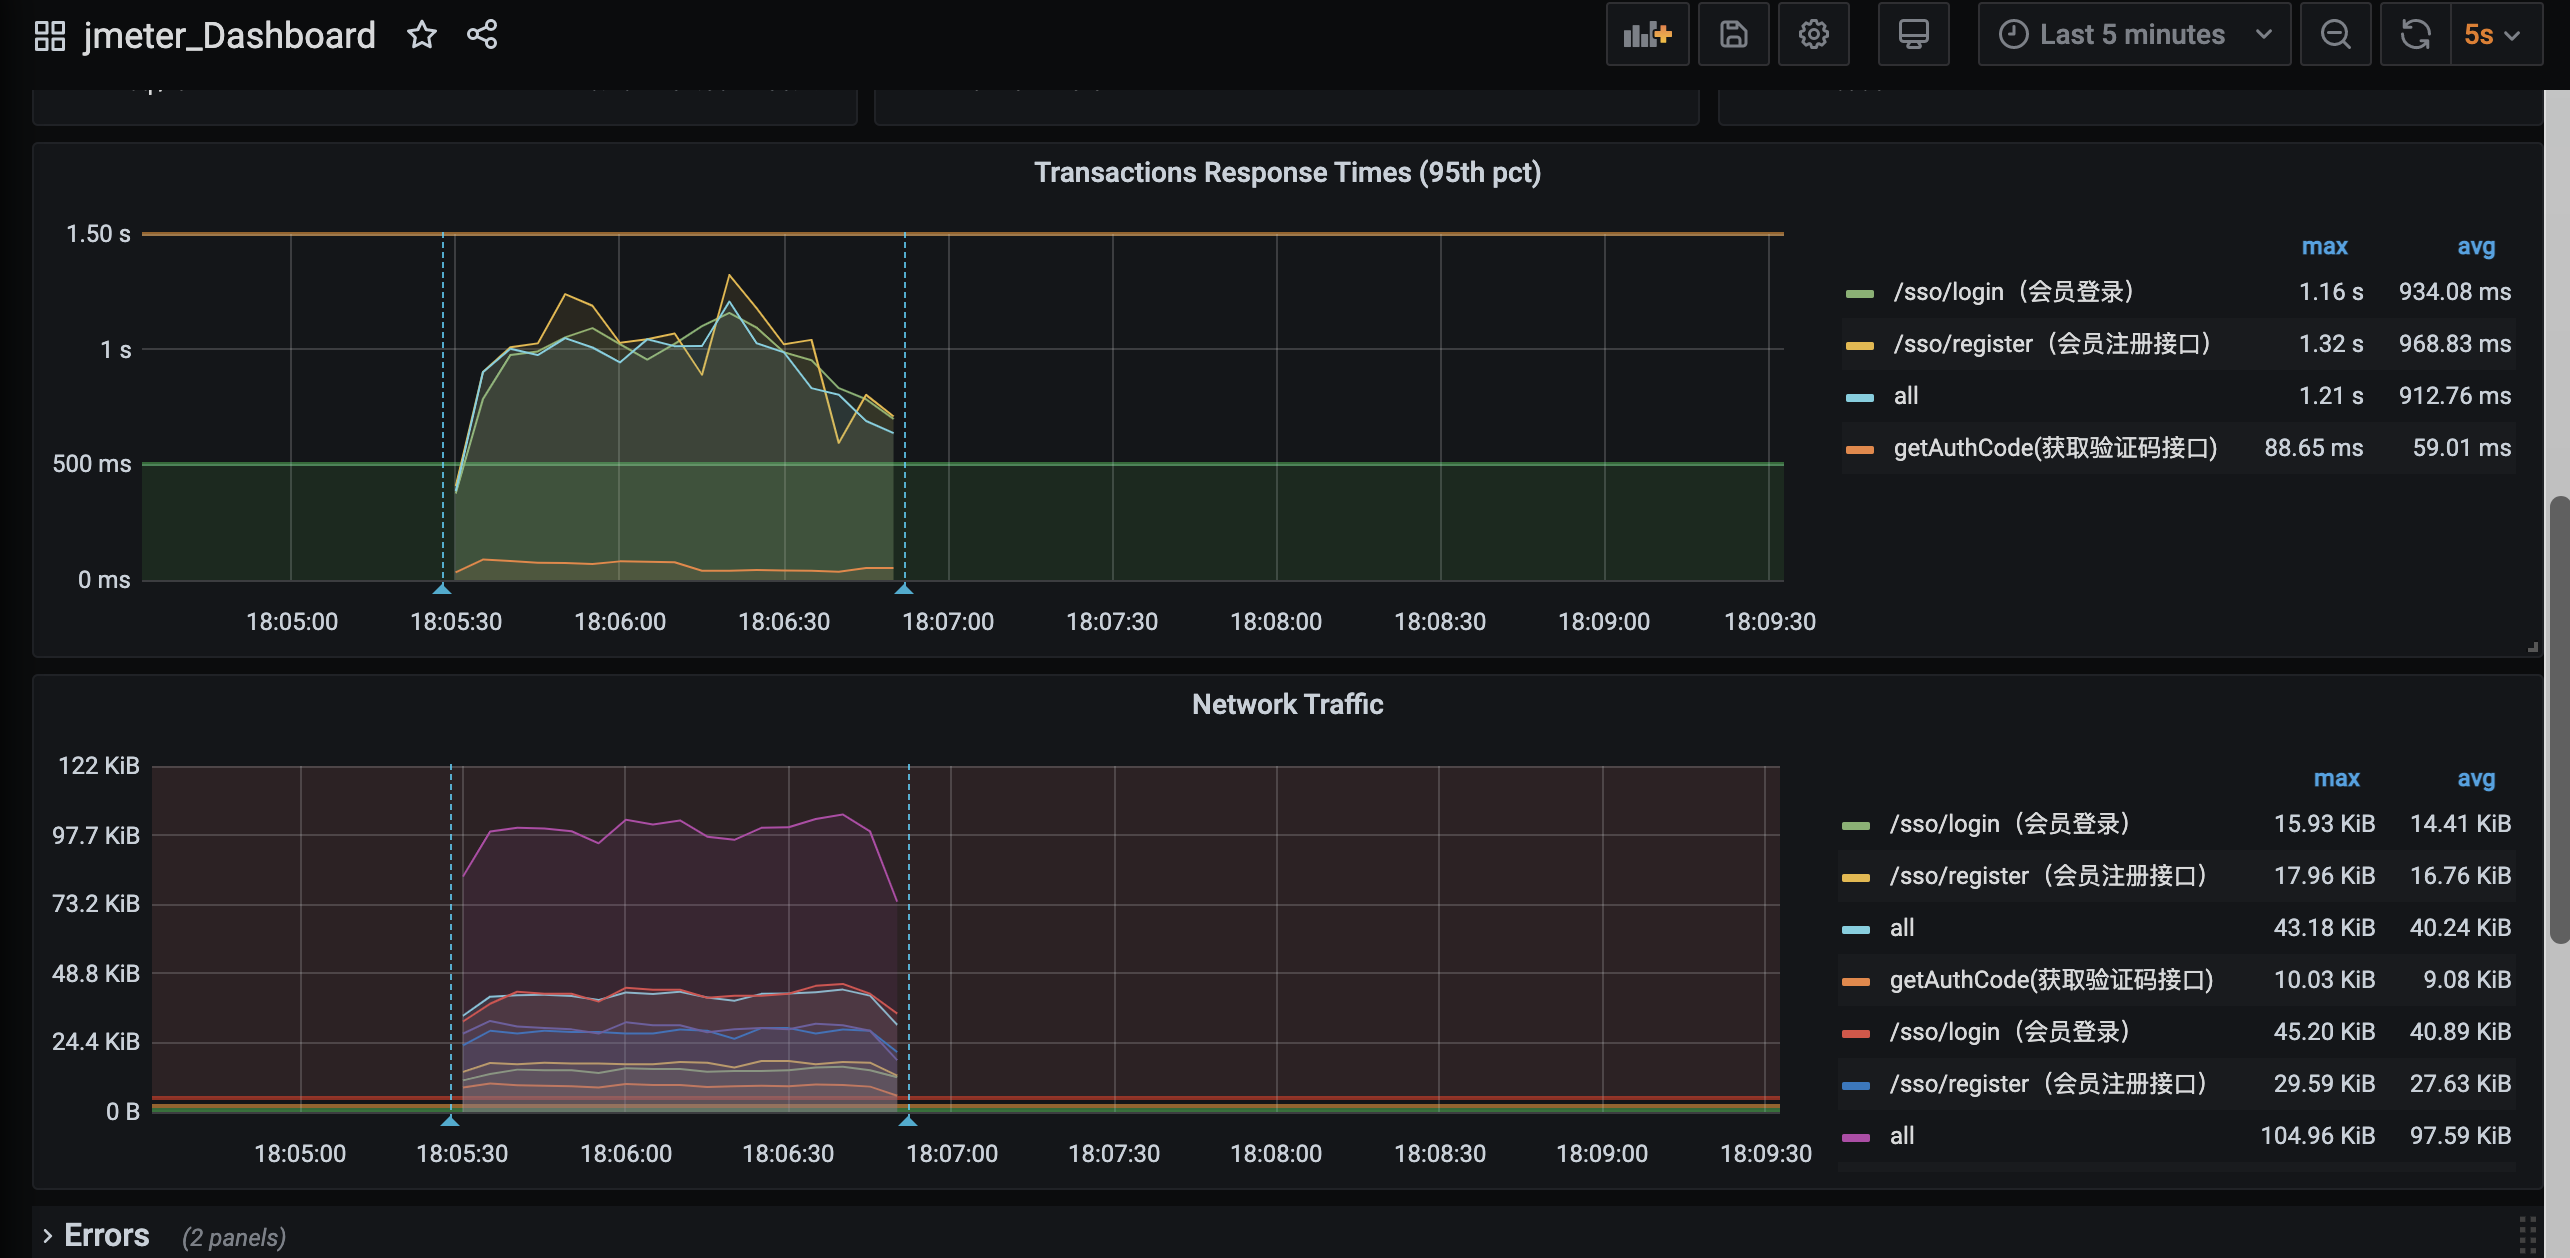 jmeter_Dashboard
Last 5 minutes
5s
Transactions Response Times (95th pct)
1.50 s
1 s
500 ms
0 ms
18:05:00 18:05:30 18:06:00 18:06:30 18:07:00 18:07:30 18:08:00 18:08:30 18:09:00 18:09:30
max avg
/sso/login（会员登录） 1.16 s 934.08 ms
/sso/register（会员注册接口） 1.32 s 968.83 ms
all 1.21 s 912.76 ms
getAuthCode(获取验证码接口) 88.65 ms 59.01 ms
Network Traffic
122 KiB
97.7 KiB
73.2 KiB
48.8 KiB
24.4 KiB
0 B
18:05:00 18:05:30 18:06:00 18:06:30 18:07:00 18:07:30 18:08:00 18:08:30 18:09:00 18:09:30
max avg
/sso/login（会员登录） 15.93 KiB 14.41 KiB
/sso/register（会员注册接口） 17.96 KiB 16.76 KiB
all 43.18 KiB 40.24 KiB
getAuthCode(获取验证码接口) 10.03 KiB 9.08 KiB
/sso/login（会员登录） 45.20 KiB 40.89 KiB
/sso/register（会员注册接口） 29.59 KiB 27.63 KiB
all 104.96 KiB 97.59 KiB
Errors (2 panels)